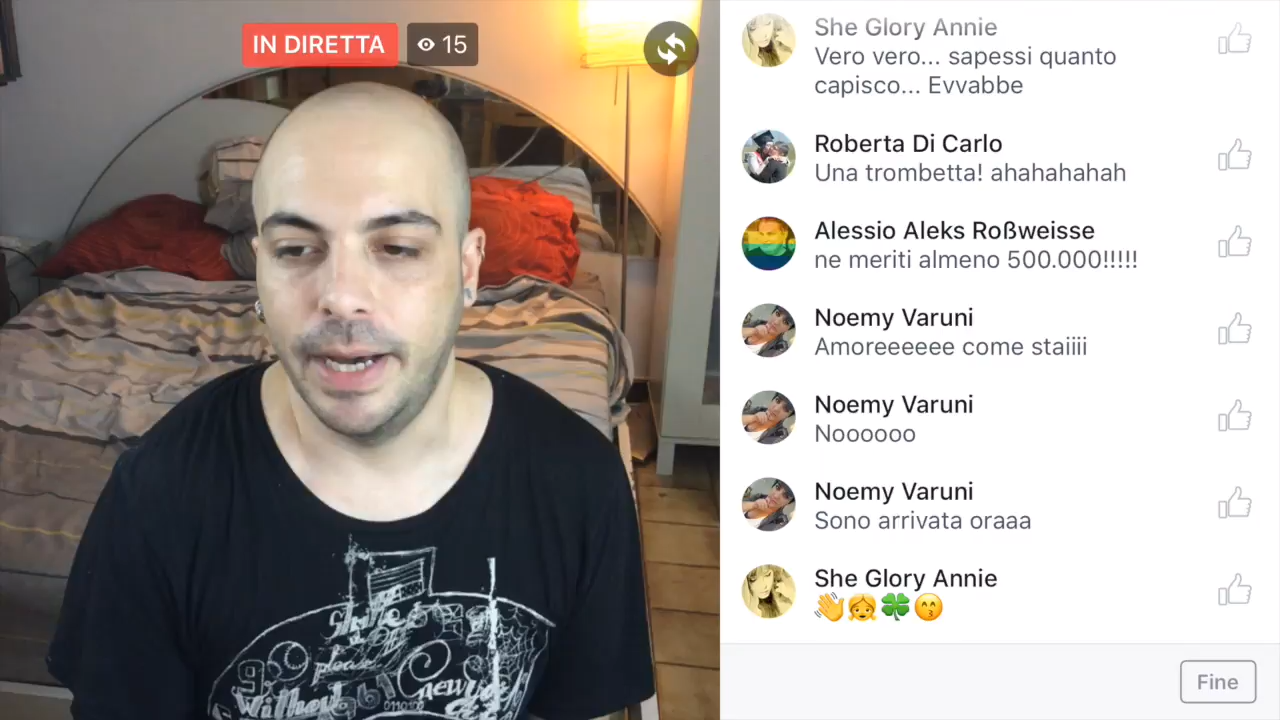 IN DIRETTA
15
She Glory Annie
Vero vero... sapessi quanto
capisco... Evvabbe
Roberta Di Carlo
Una trombetta! ahahahahah
Alessio Aleks Roßweisse
ne meriti almeno 500.000!!!!!
Noemy Varuni
Amoreeeeee come staiiii
Noemy Varuni
Noooooo
Noemy Varuni
Sono arrivata oraaa
She Glory Annie
👋👧🍀😙
Fine
please